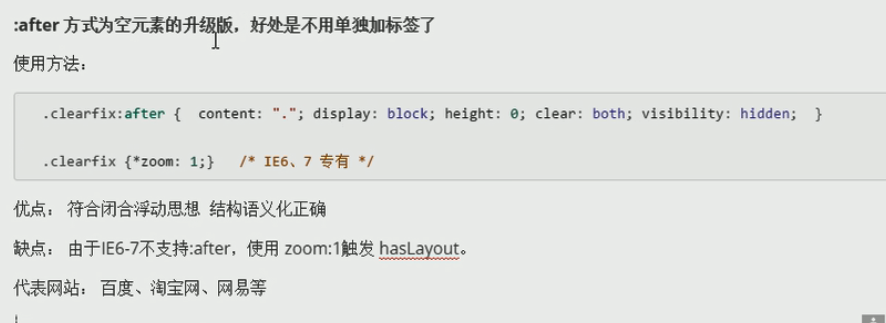 :after 方式为空元素的升级版，好处是不用单独加标签了
使用方法：
.clearfix:after {  content: "."; display: block; height: 0; clear: both; visibility: hidden;  }
.clearfix {*zoom: 1;}   /* IE6、7 专有 */
优点： 符合闭合浮动思想  结构语义化正确
缺点： 由于IE6-7不支持:after，使用 zoom:1触发 hasLayout。
代表网站： 百度、淘宝网、网易等